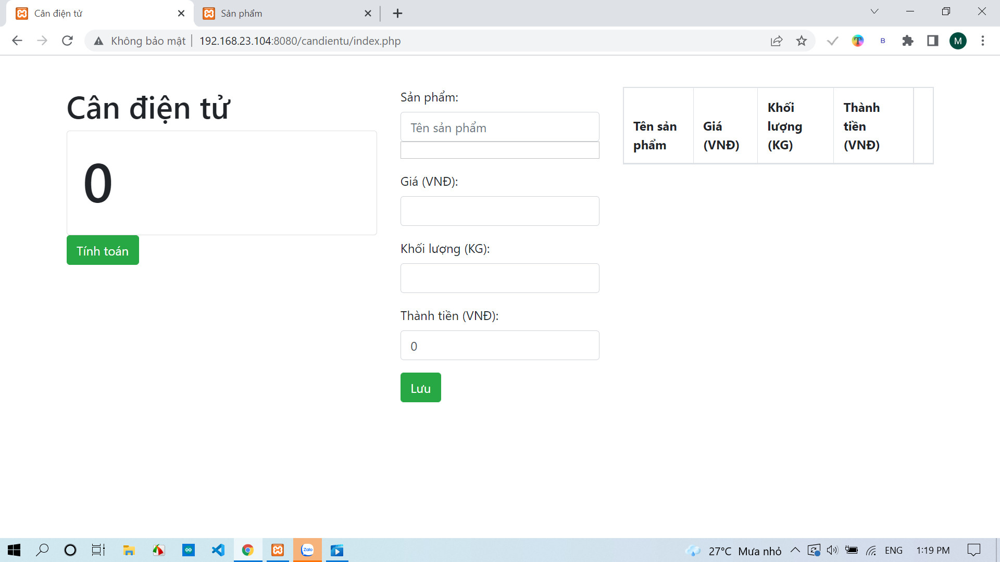 Cân điện tử
Sản phẩm
Không bảo mật
192.168.23.104:8080/candientu/index.php
B
M
Cân điện tử
0
Tính toán
Sản phẩm:
Tên sản phẩm
Giá (VNĐ):
Khối lượng (KG):
Thành tiền (VNĐ):
0
Lưu
Tên sản
phẩm
Giá
(VNĐ)
Khối
lượng
(KG)
Thành
tiền
(VNĐ)
Zalo
27°C Mưa nhỏ
ENG
1:19 PM